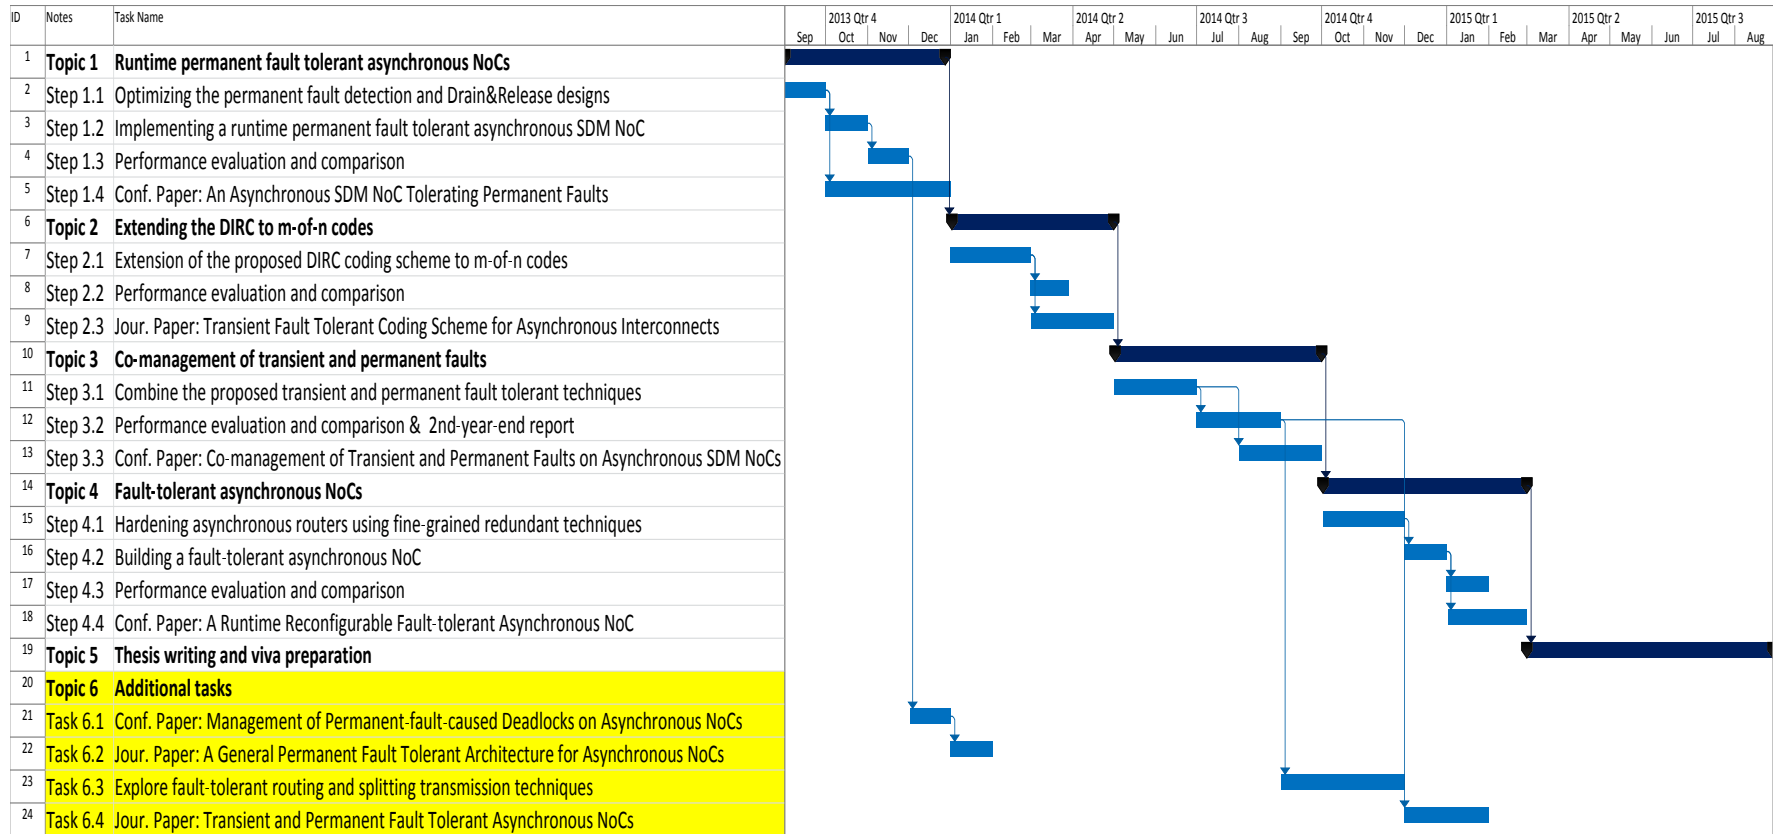 ID Notes Task Name 2013 Qtr 4 2014 Qtr 1 2014 Qtr 2 2014 Qtr 3 2014 Qtr 4 2015 Qtr 1 2015 Qtr 2 2015 Qtr 3
Sep Oct Nov Dec Jan Feb Mar Apr May Jun Jul Aug Sep Oct Nov Dec Jan Feb Mar Apr May Jun Jul Aug
1 Topic 1 Runtime permanent fault tolerant asynchronous NoCs
2 Step 1.1 Optimizing the permanent fault detection and Drain&Release designs
3 Step 1.2 Implementing a runtime permanent fault tolerant asynchronous SDM NoC
4 Step 1.3 Performance evaluation and comparison
5 Step 1.4 Conf. Paper: An Asynchronous SDM NoC Tolerating Permanent Faults
6 Topic 2 Extending the DIRC to m-of-n codes
7 Step 2.1 Extension of the proposed DIRC coding scheme to m-of-n codes
8 Step 2.2 Performance evaluation and comparison
9 Step 2.3 Jour. Paper: Transient Fault Tolerant Coding Scheme for Asynchronous Interconnects
10 Topic 3 Co-management of transient and permanent faults
11 Step 3.1 Combine the proposed transient and permanent fault tolerant techniques
12 Step 3.2 Performance evaluation and comparison & 2nd-year-end report
13 Step 3.3 Conf. Paper: Co-management of Transient and Permanent Faults on Asynchronous SDM NoCs
14 Topic 4 Fault-tolerant asynchronous NoCs
15 Step 4.1 Hardening asynchronous routers using fine-grained redundant techniques
16 Step 4.2 Building a fault-tolerant asynchronous NoC
17 Step 4.3 Performance evaluation and comparison
18 Step 4.4 Conf. Paper: A Runtime Reconfigurable Fault-tolerant Asynchronous NoC
19 Topic 5 Thesis writing and viva preparation
20 Topic 6 Additional tasks
21 Task 6.1 Conf. Paper: Management of Permanent-fault-caused Deadlocks on Asynchronous NoCs
22 Task 6.2 Jour. Paper: A General Permanent Fault Tolerant Architecture for Asynchronous NoCs
23 Task 6.3 Explore fault-tolerant routing and splitting transmission techniques
24 Task 6.4 Jour. Paper: Transient and Permanent Fault Tolerant Asynchronous NoCs